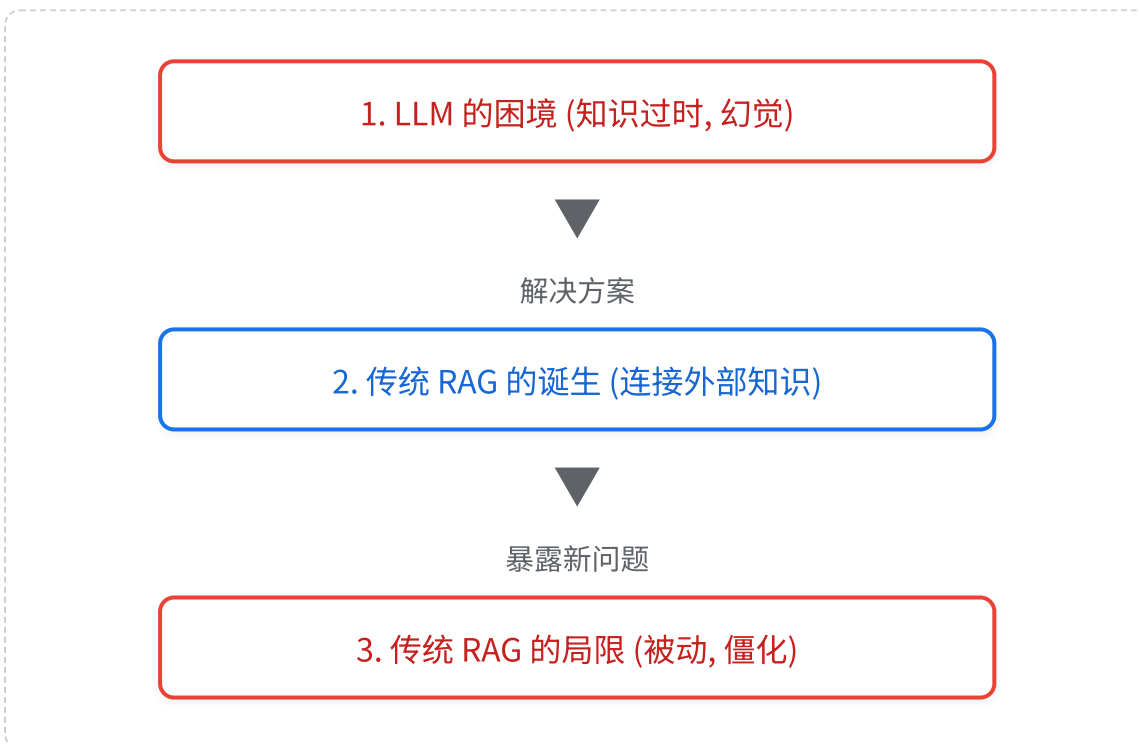 1. LLM 的困境 (知识过时, 幻觉)
解决方案
2. 传统 RAG 的诞生 (连接外部知识)
暴露新问题
3. 传统 RAG 的局限 (被动, 僵化)